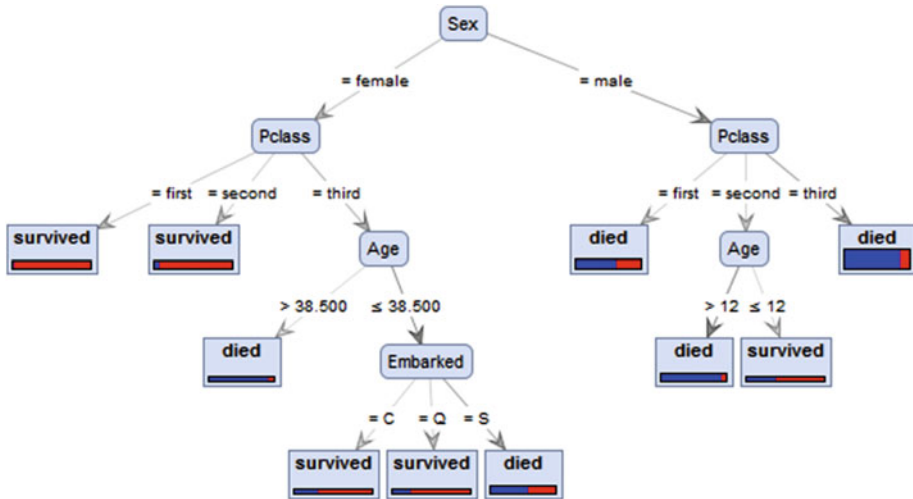 Sex
= female = male
Pclass Pclass
= first = second = third = first = second = third
survived survived Age died Age died
> 38.500 ≤ 38.500 > 12 ≤ 12
died Embarked died survived
= C = Q = S
survived survived died